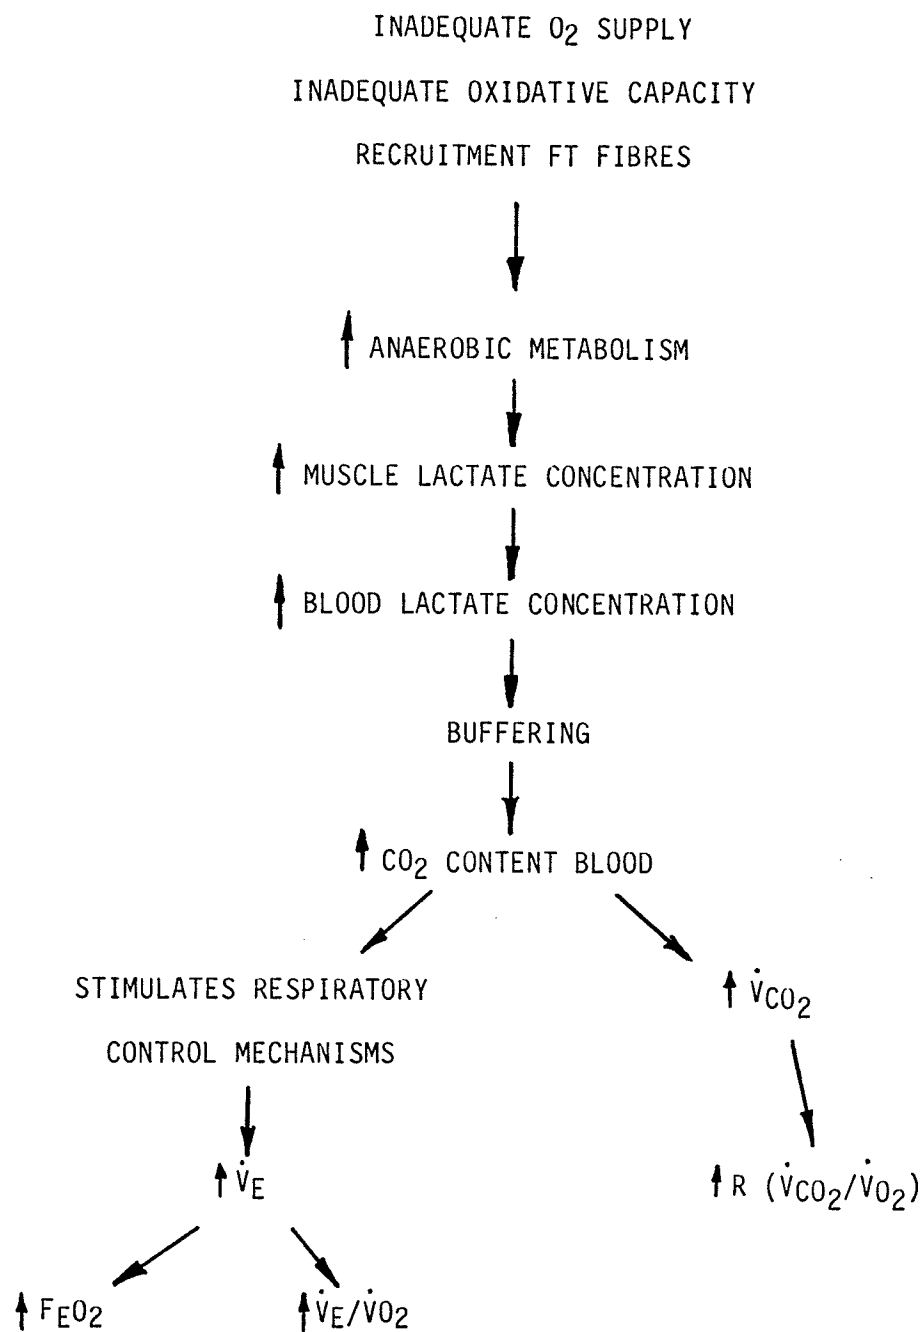 INADEQUATE O₂ SUPPLY
INADEQUATE OXIDATIVE CAPACITY
RECRUITMENT FT FIBRES
↑ ANAEROBIC METABOLISM
↑ MUSCLE LACTATE CONCENTRATION
↑ BLOOD LACTATE CONCENTRATION
BUFFERING
↑ CO₂ CONTENT BLOOD
STIMULATES RESPIRATORY
CONTROL MECHANISMS
↑ V̇E
↑ FEO₂
↑ V̇E/V̇O₂
↑ V̇CO₂
↑ R (V̇CO₂/V̇O₂)